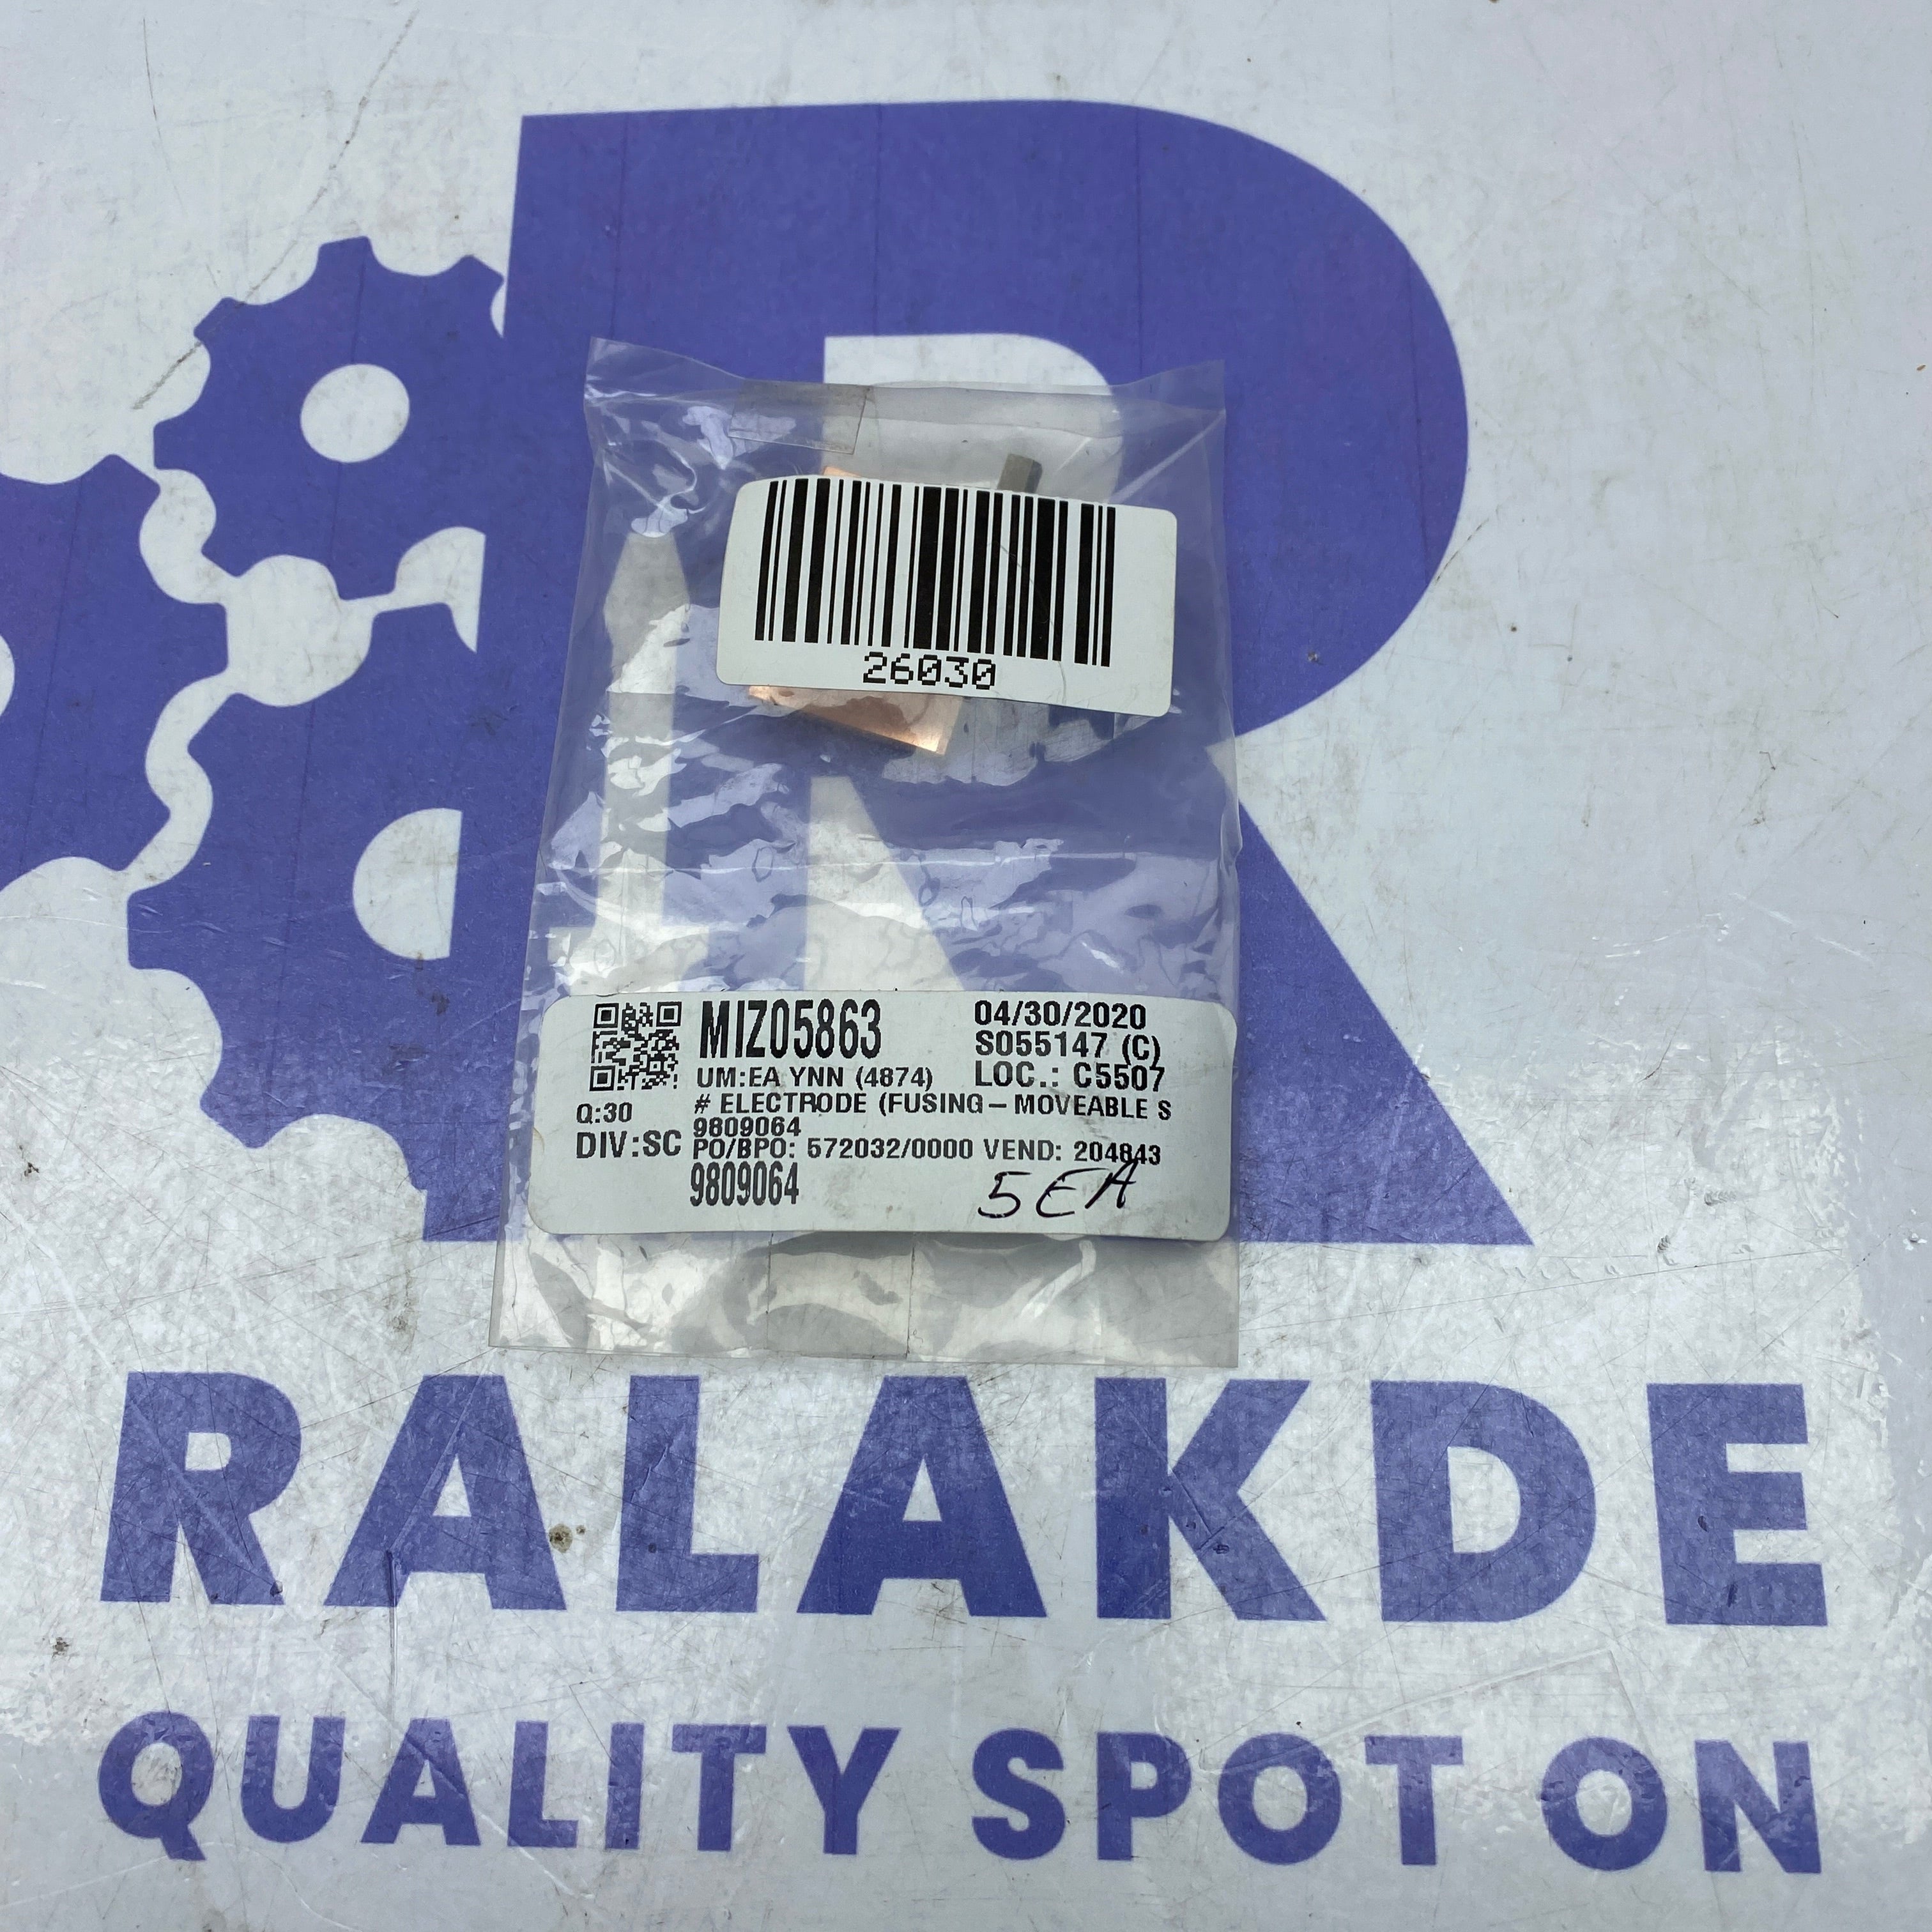 26030
MIZ05863
04/30/2020
S055147 (C)
UM:EA YNN (4874)
LOC.: C5507
Q:30
# ELECTRODE (FUSING-MOVEABLE S
9809064
DIV:SC
PO/BPO: 572032/0000 VEND: 204843
9809064
5EA
RALAKDE
QUALITY SPOT ON